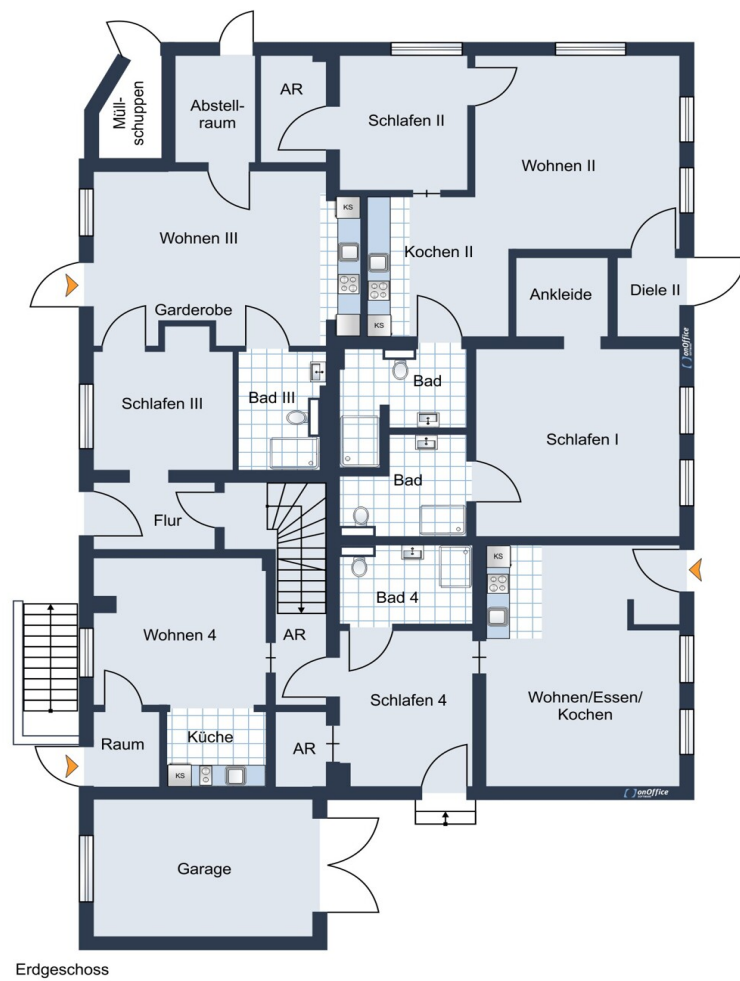 Müll-
schuppen
Abstell-
raum
AR
Schlafen II
Wohnen II
Wohnen III
KS
Kochen II
KS
Ankleide
Diele II
Garderobe
Schlafen III
Bad III
Bad
Schlafen I
Bad
Flur
onOffice
KS
Bad 4
Wohnen 4
AR
Schlafen 4
Wohnen/Essen/
Kochen
Raum
Küche
AR
KS
onOffice
Garage
Erdgeschoss